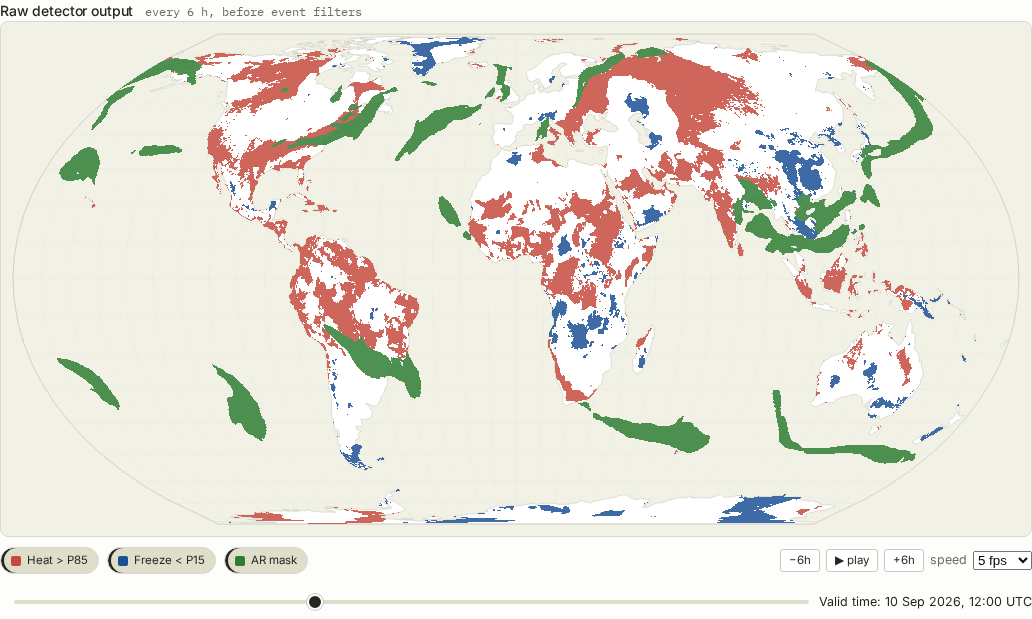 Raw detector output every 6 h, before event filters
Heat > P85 Freeze < P15 AR mask −6h ▶ play +6h speed 5 fps
Valid time: 10 Sep 2026, 12:00 UTC